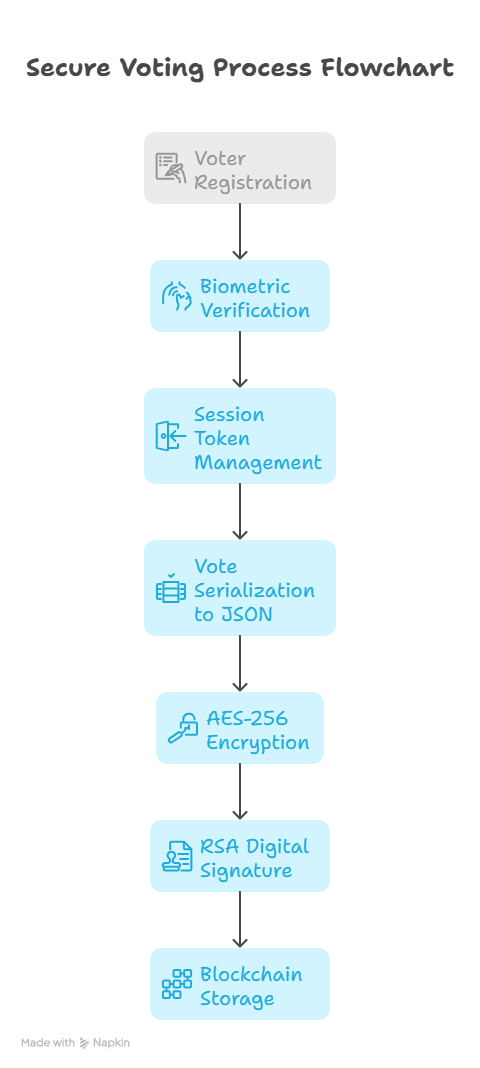 Secure Voting Process Flowchart
Voter
Registration
Biometric
Verification
Session
Token
Management
Vote
Serialization
to JSON
AES-256
Encryption
RSA Digital
Signature
Blockchain
Storage
Made with Napkin